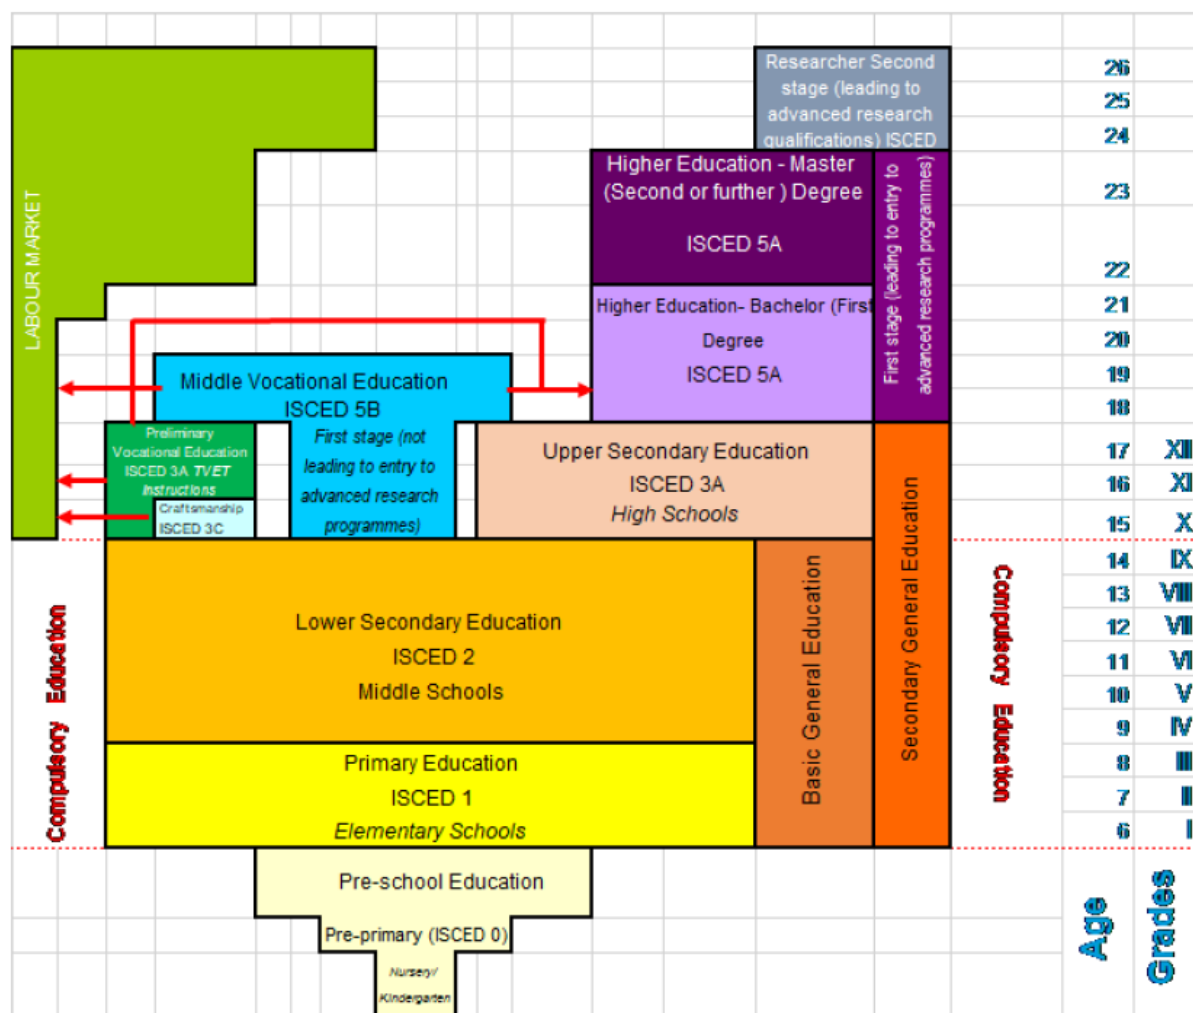 Researcher Second
stage (leading to
advanced research
qualifications) ISCED
Higher Education - Master
(Second or further ) Degree
ISCED 5A
First stage (leading to entry to
advanced research programmes)
LABOUR MARKET
Higher Education- Bachelor (First
Degree
ISCED 5A
Middle Vocational Education
ISCED 5B
First stage (not
leading to entry to
advanced research
programmes)
Preliminary
Vocational Education
ISCED 3A TVET
Instructions
Craftsmanship
ISCED 3C
Upper Secondary Education
ISCED 3A
High Schools
Lower Secondary Education
ISCED 2
Middle Schools
Primary Education
ISCED 1
Elementary Schools
Basic General Education
Secondary General Education
Compulsory Education
Compulsory Education
Pre-school Education
Pre-primary (ISCED 0)
Nursery/
Kindergarten
26
25
24
23
22
21
20
19
18
17 XII
16 XI
15 X
14 IX
13 VIII
12 VII
11 VI
10 V
9 IV
8 III
7 II
6 I
Age
Grades